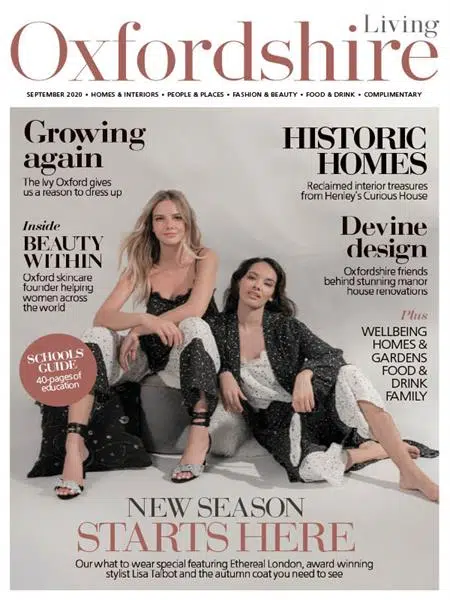 Living
Oxfordshire
SEPTEMBER 2020 • HOMES & INTERIORS • PEOPLE & PLACES • FASHION & BEAUTY • FOOD & DRINK • COMPLIMENTARY
Growing
again
The Ivy Oxford gives
us a reason to dress up
Inside
BEAUTY
WITHIN
Oxford skincare
founder helping
women across
the world
SCHOOLS
GUIDE
40-pages of
education
HISTORIC
HOMES
Reclaimed interior treasures
from Henley's Curious House
Devine
design
Oxfordshire friends
behind stunning manor
house renovations
Plus
WELLBEING
HOMES &
GARDENS
FOOD &
DRINK
FAMILY
NEW SEASON
STARTS HERE
Our what to wear special featuring Ethereal London, award winning
stylist Lisa Talbot and the autumn coat you need to see